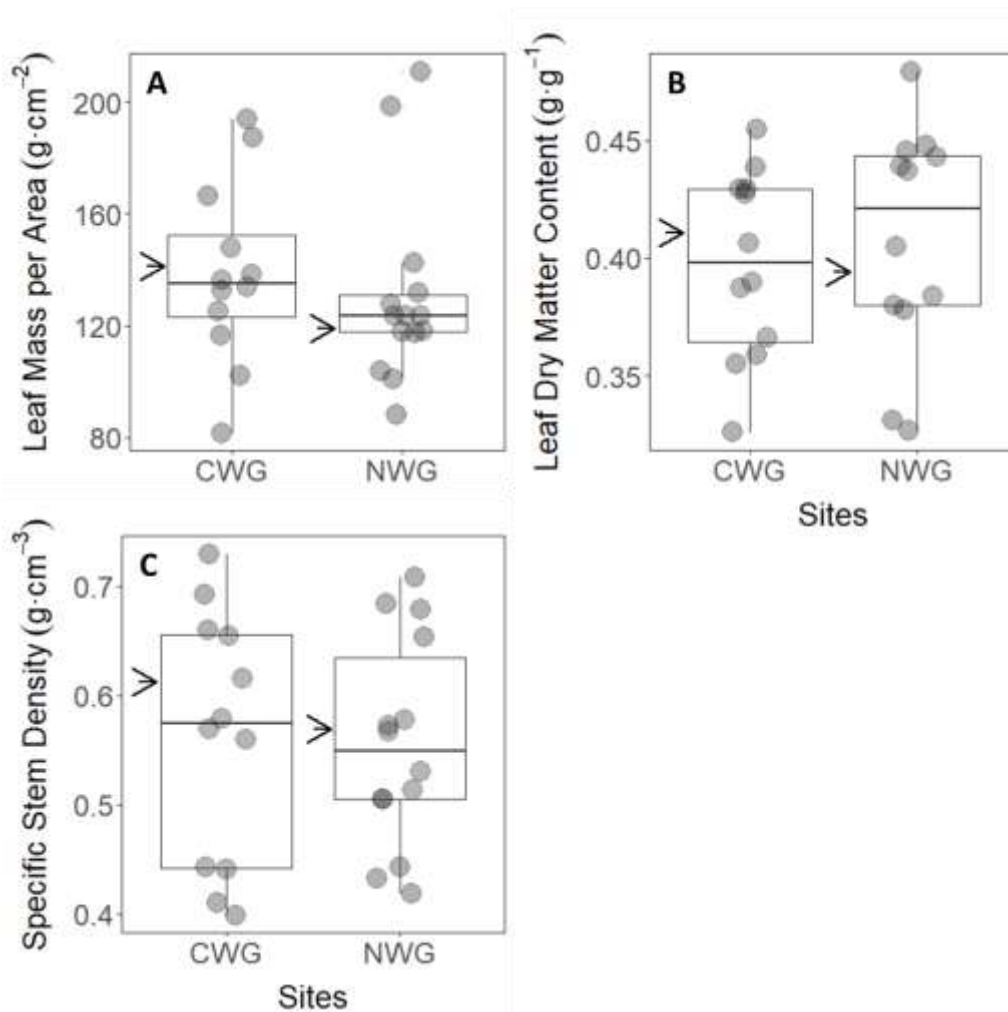 A
Leaf Mass per Area (g·cm⁻²)
200
160
120
80
CWG
NWG
B
Leaf Dry Matter Content (g·g⁻¹)
0.45
0.40
0.35
CWG
NWG
Sites
C
Specific Stem Density (g·cm⁻³)
0.7
0.6
0.5
0.4
CWG
NWG
Sites